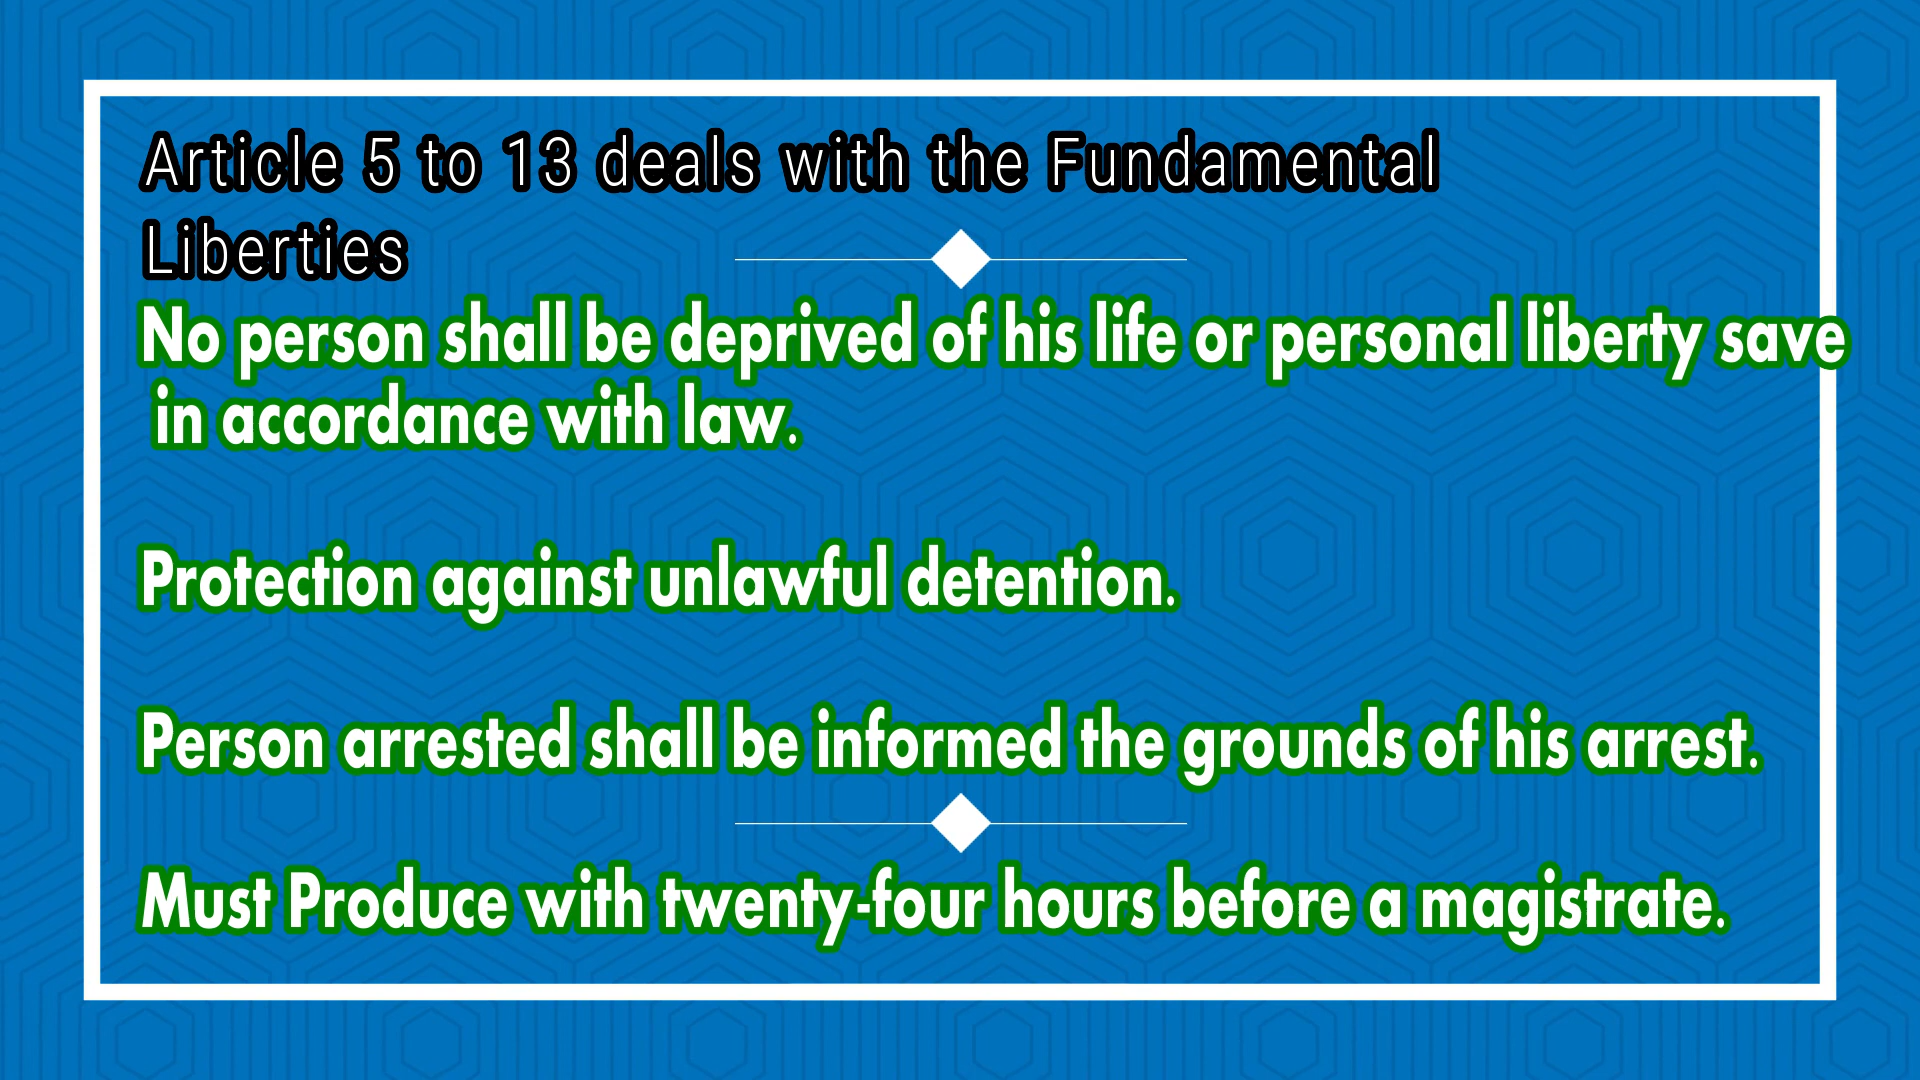 Article 5 to 13 deals with the Fundamental
Liberties
No person shall be deprived of his life or personal liberty save
in accordance with law.
Protection against unlawful detention.
Person arrested shall be informed the grounds of his arrest.
Must Produce with twenty-four hours before a magistrate.